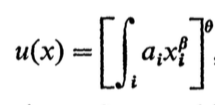 u(x) = [∫_i a_i x_i^β]^θ,